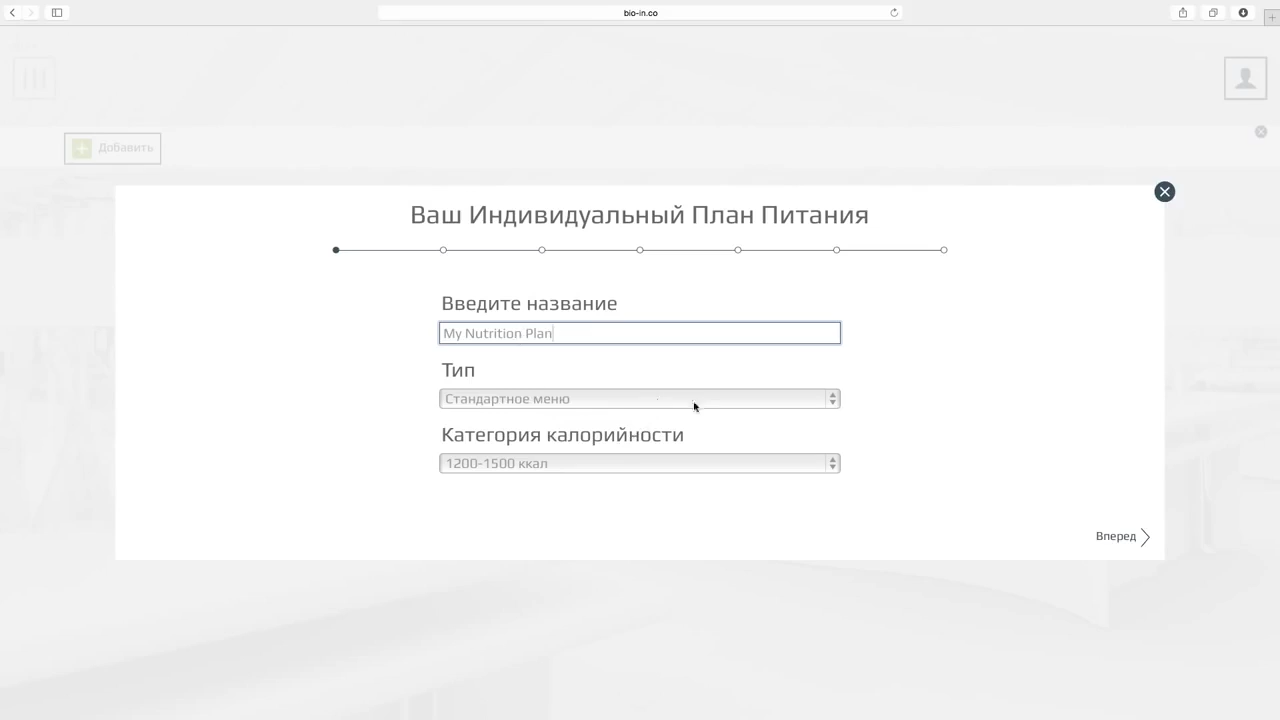 bio-in.co
Добавить
Ваш Индивидуальный План Питания
Введите название
My Nutrition Plan
Тип
Стандартное меню
Категория калорийности
1200-1500 ккал
Вперед